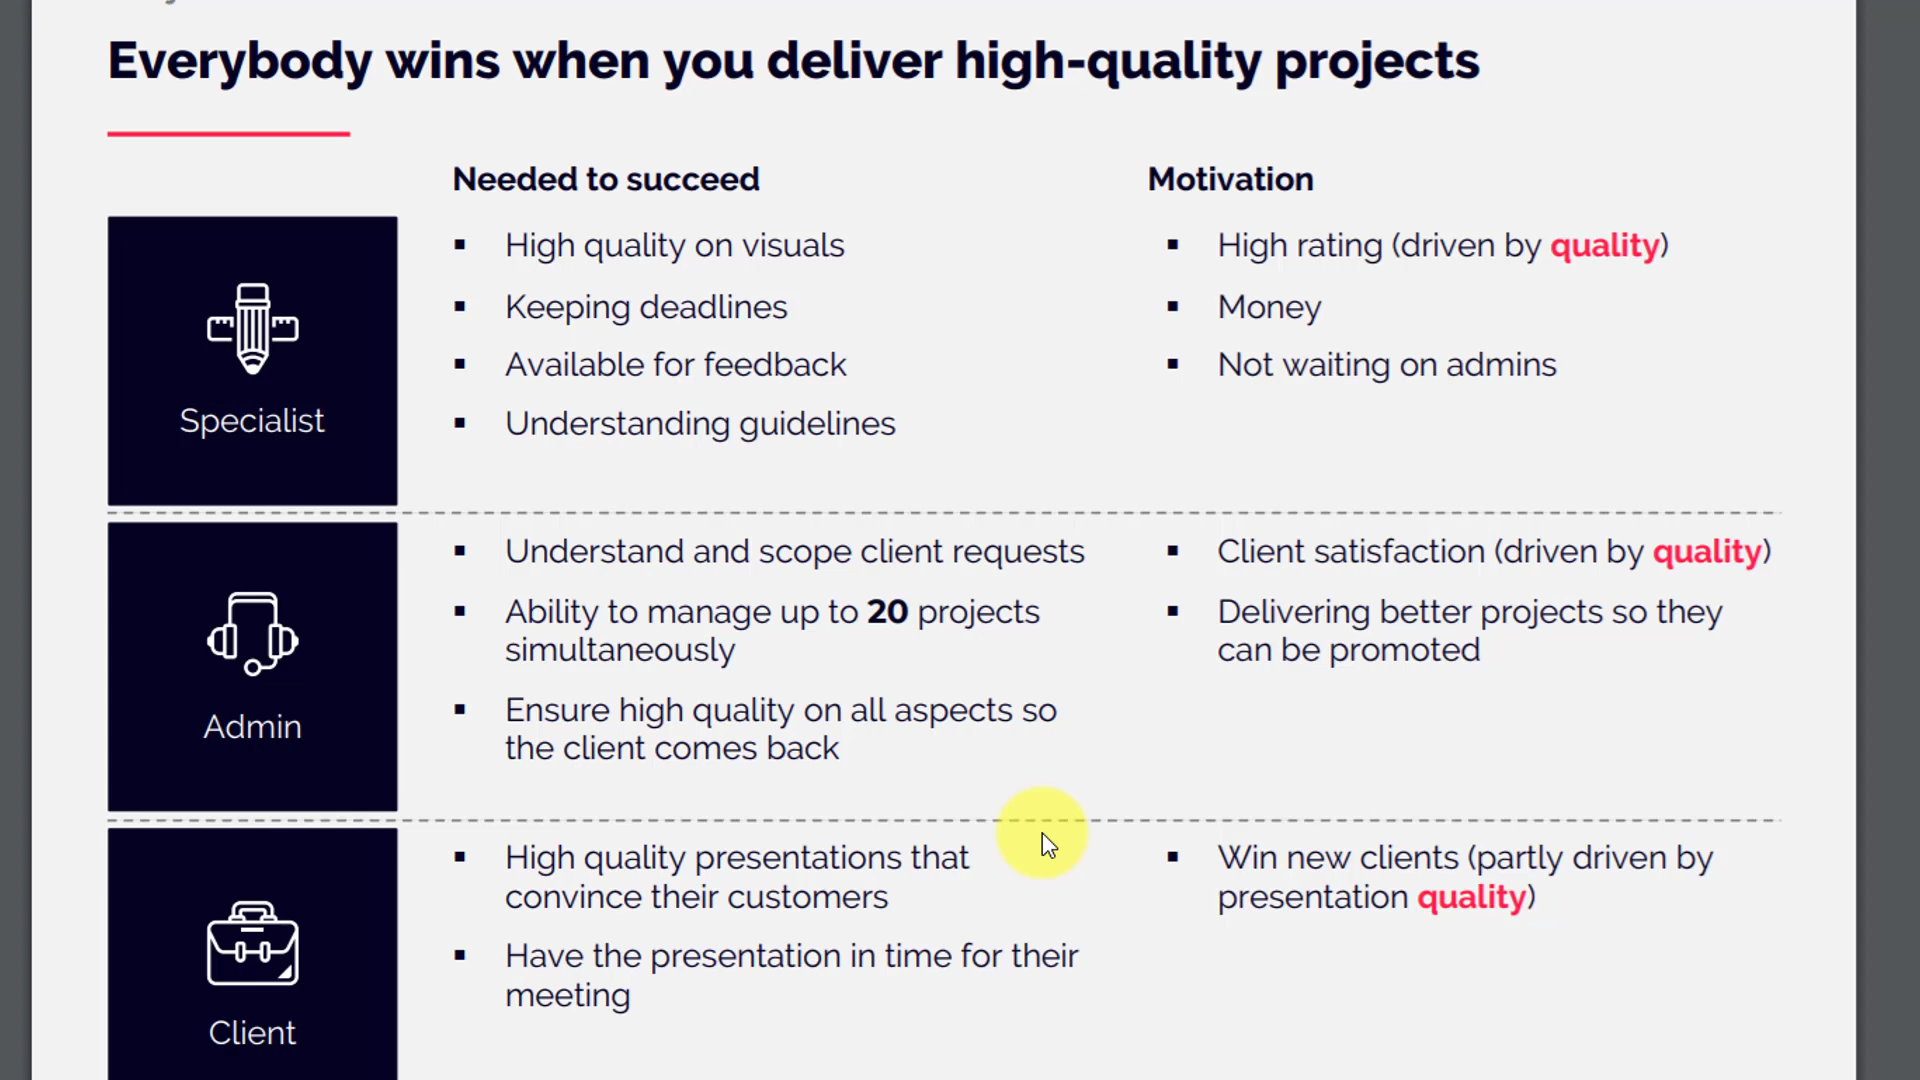 Everybody wins when you deliver high-quality projects
Needed to succeed
Motivation
Specialist
▪ High quality on visuals
▪ Keeping deadlines
▪ Available for feedback
▪ Understanding guidelines
▪ High rating (driven by quality)
▪ Money
▪ Not waiting on admins
Admin
▪ Understand and scope client requests
▪ Ability to manage up to 20 projects
simultaneously
▪ Ensure high quality on all aspects so
the client comes back
▪ Client satisfaction (driven by quality)
▪ Delivering better projects so they
can be promoted
Client
▪ High quality presentations that
convince their customers
▪ Have the presentation in time for their
meeting
▪ Win new clients (partly driven by
presentation quality)